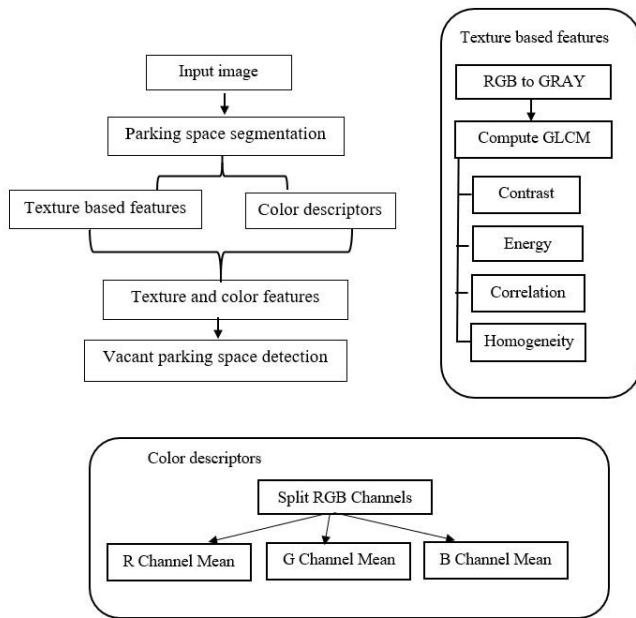 Input image
Parking space segmentation
Texture based features
Color descriptors
Texture and color features
Vacant parking space detection
Texture based features
RGB to GRAY
Compute GLCM
Contrast
Energy
Correlation
Homogeneity
Color descriptors
Split RGB Channels
R Channel Mean
G Channel Mean
B Channel Mean